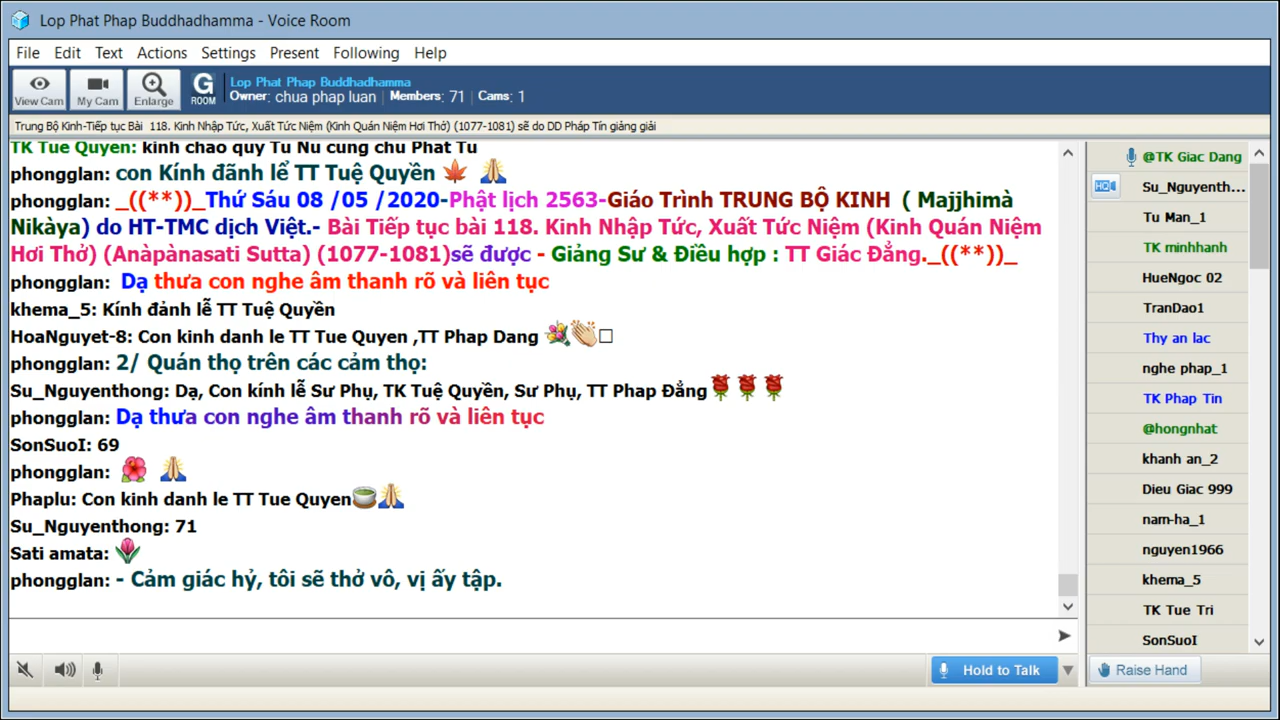 Lop Phat Phap Buddhadhamma - Voice Room
File Edit Text Actions Settings Present Following Help
View Cam
My Cam
Enlarge
G ROOM
Lop Phat Phap Buddhadhamma
Owner: chua phap luan | Members: 71 | Cams: 1
Trung Bộ Kinh-Tiếp tục Bài 118. Kinh Nhập Tức, Xuất Tức Niệm (Kinh Quán Niệm Hơi Thở) (1077-1081) sẽ do DD Pháp Tín giảng giải
TK Tue Quyen: kinh chao quy Tu Nu cung chu Phat Tu
phongglan: con Kính đãnh lể TT Tuệ Quyền
phongglan: _((**))_Thứ Sáu 08 /05 /2020-Phật lịch 2563-Giáo Trình TRUNG BỘ KINH ( Majjhimà
Nikàya) do HT-TMC dịch Việt.- Bài Tiếp tục bài 118. Kinh Nhập Tức, Xuất Tức Niệm (Kinh Quán Niệm
Hơi Thở) (Anàpànasati Sutta) (1077-1081)sẽ được - Giảng Sư & Điều hợp : TT Giác Đẳng._((**))_
phongglan: Dạ thưa con nghe âm thanh rõ và liên tục
khema_5: Kính đảnh lễ TT Tuệ Quyền
HoaNguyet-8: Con kinh danh le TT Tue Quyen ,TT Phap Dang
phongglan: 2/ Quán thọ trên các cảm thọ:
Su_Nguyenthong: Dạ, Con kính lễ Sư Phụ, TK Tuệ Quyền, Sư Phụ, TT Phap Đẳng
phongglan: Dạ thưa con nghe âm thanh rõ và liên tục
SonSuoI: 69
phongglan:
Phaplu: Con kinh danh le TT Tue Quyen
Su_Nguyenthong: 71
Sati amata:
phongglan: - Cảm giác hỷ, tôi sẽ thở vô, vị ấy tập.
Hold to Talk
@TK Giac Dang
HQ
Su_Nguyenth...
Tu Man_1
TK minhhanh
HueNgoc 02
TranDao1
Thy an lac
nghe phap_1
TK Phap Tin
@hongnhat
khanh an_2
Dieu Giac 999
nam-ha_1
nguyen1966
khema_5
TK Tue Tri
SonSuoI
Raise Hand